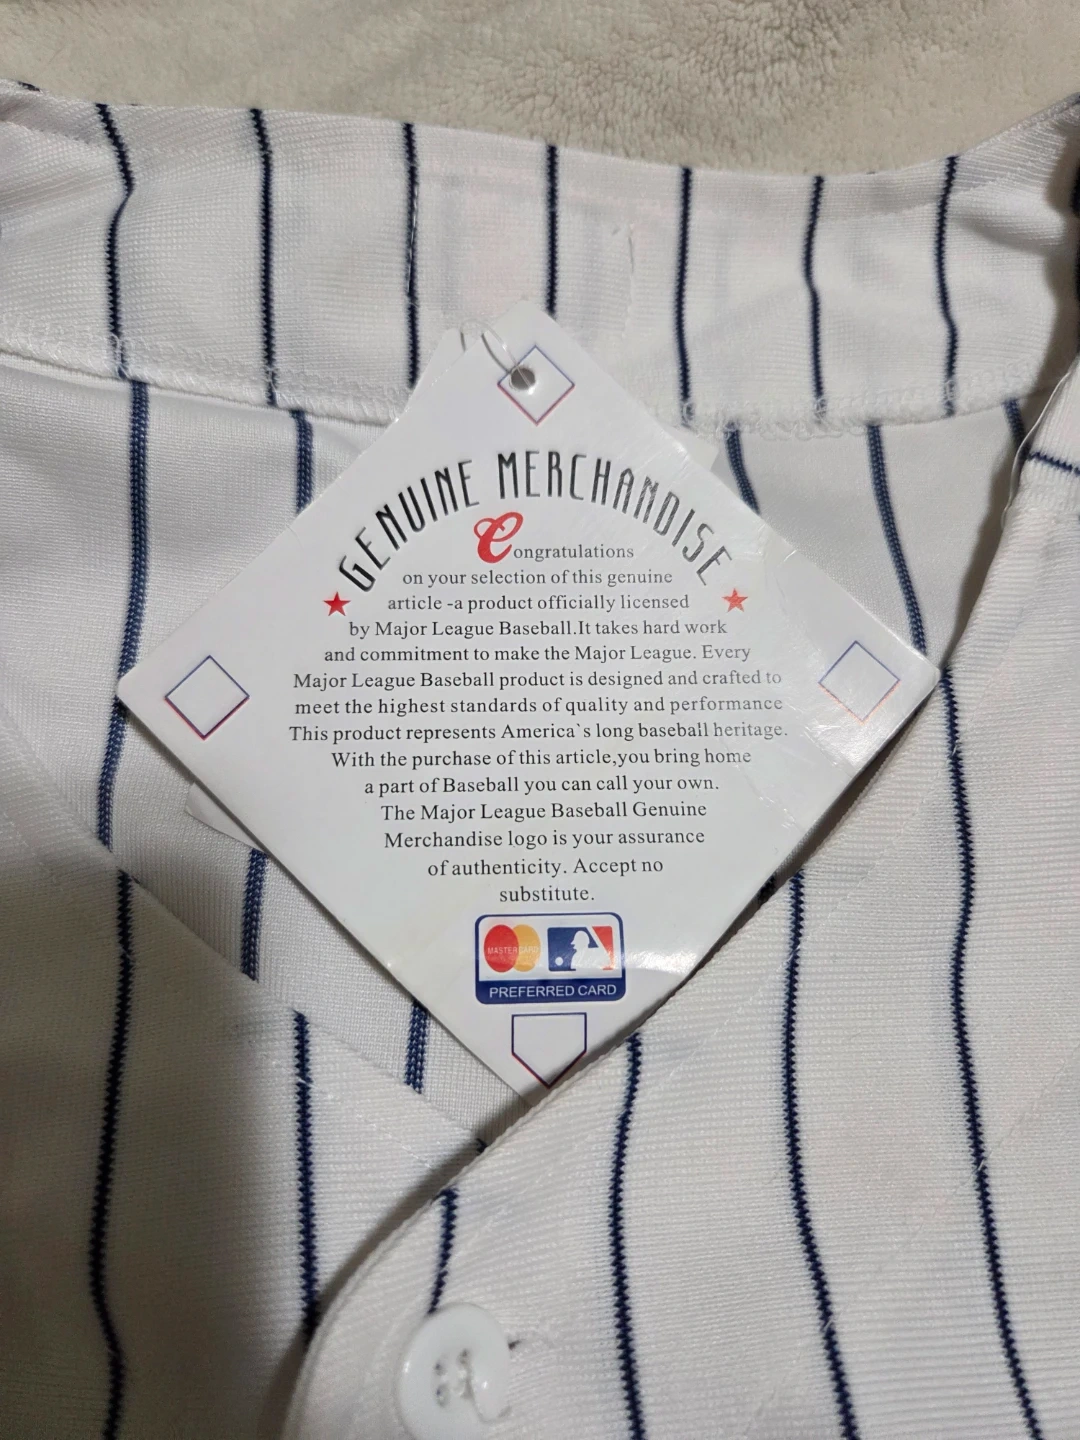 GENUINE MERCHANDISE
Congratulations
on your selection of this genuine
article -a product officially licensed
by Major League Baseball.It takes hard work
and commitment to make the Major League. Every
Major League Baseball product is designed and crafted to
meet the highest standards of quality and performance
This product represents America`s long baseball heritage.
With the purchase of this article,you bring home
a part of Baseball you can call your own.
The Major League Baseball Genuine
Merchandise logo is your assurance
of authenticity. Accept no
substitute.
MASTERCARD
PREFERRED CARD